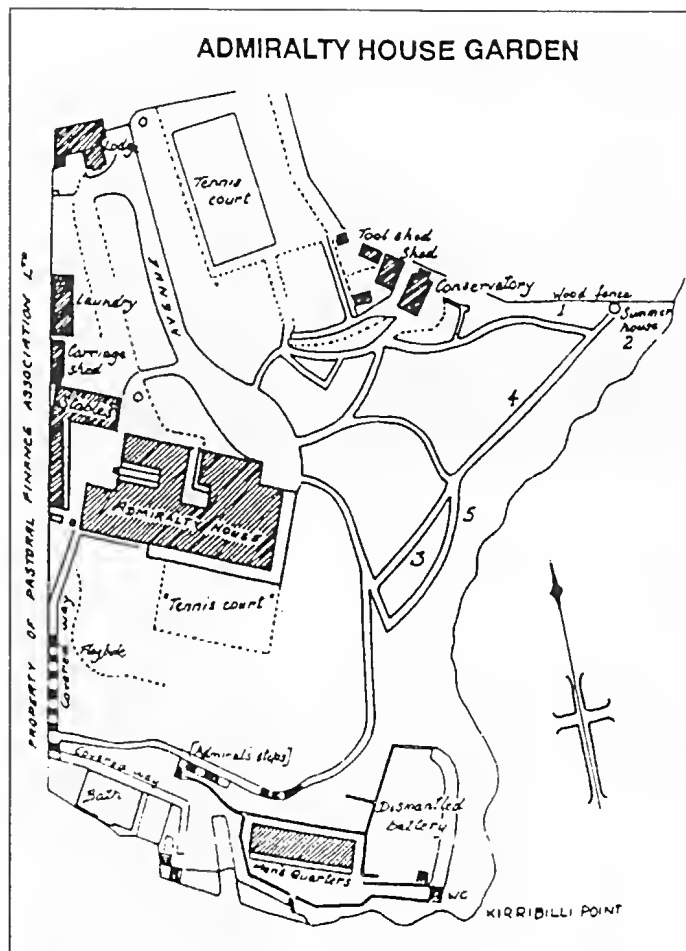 ADMIRALTY HOUSE GARDEN
Lodge
Tennis
court
Tool shed
Shed
Conservatory
AVENUE
Wood fence
1
Summer
house
2
Laundry
Carriage
shed
Stables
4
ADMIRALTY HOUSE
5
3
"Tennis court"
PROPERTY OF PASTORAL FINANCE ASSOCIATION LTD
Covered way
Flagpole
[Admiral's steps]
Covered way
Bath
Dismantled
battery
Men's Quarters
WC
KIRRIBILLI POINT